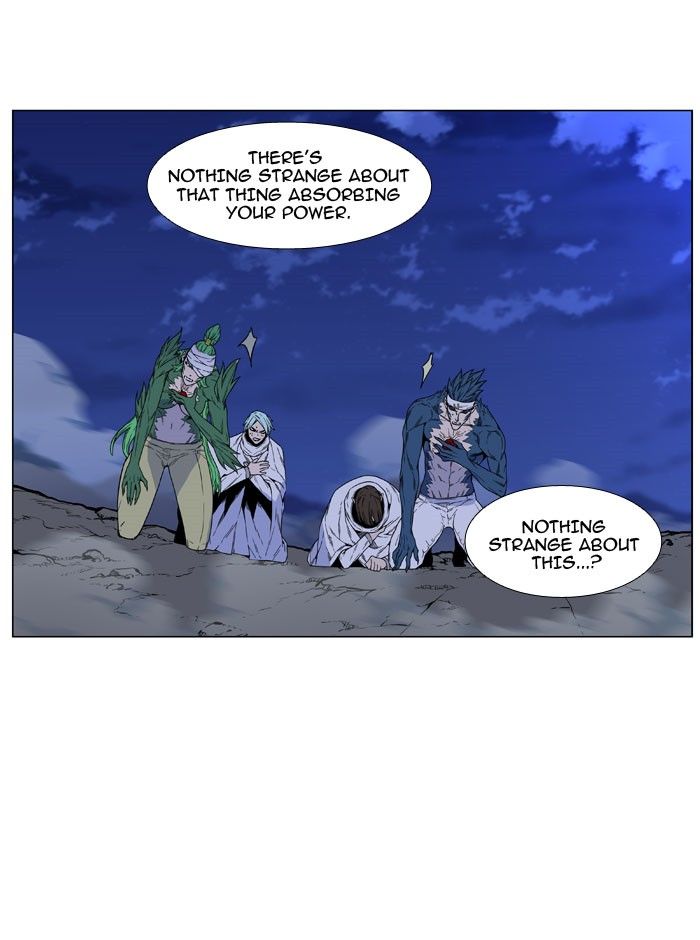 THERE'S
NOTHING STRANGE ABOUT
THAT THING ABSORBING
YOUR POWER.
NOTHING
STRANGE ABOUT
THIS...?